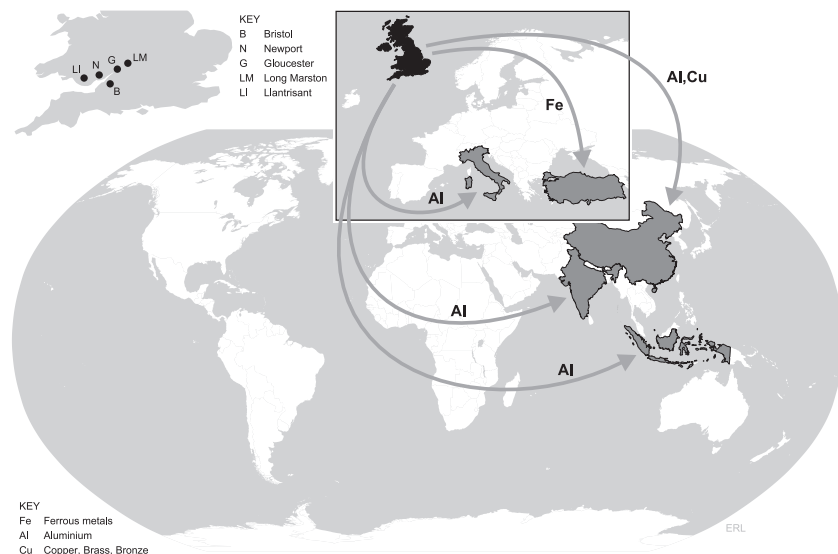 KEY
B Bristol
N Newport
G Gloucester
LM Long Marston
LI Llantrisant
LI
N
G
LM
B
Al,Cu
Fe
Al
Al
Al
KEY
Fe Ferrous metals
Al Aluminium
Cu Copper, Brass, Bronze
ERL